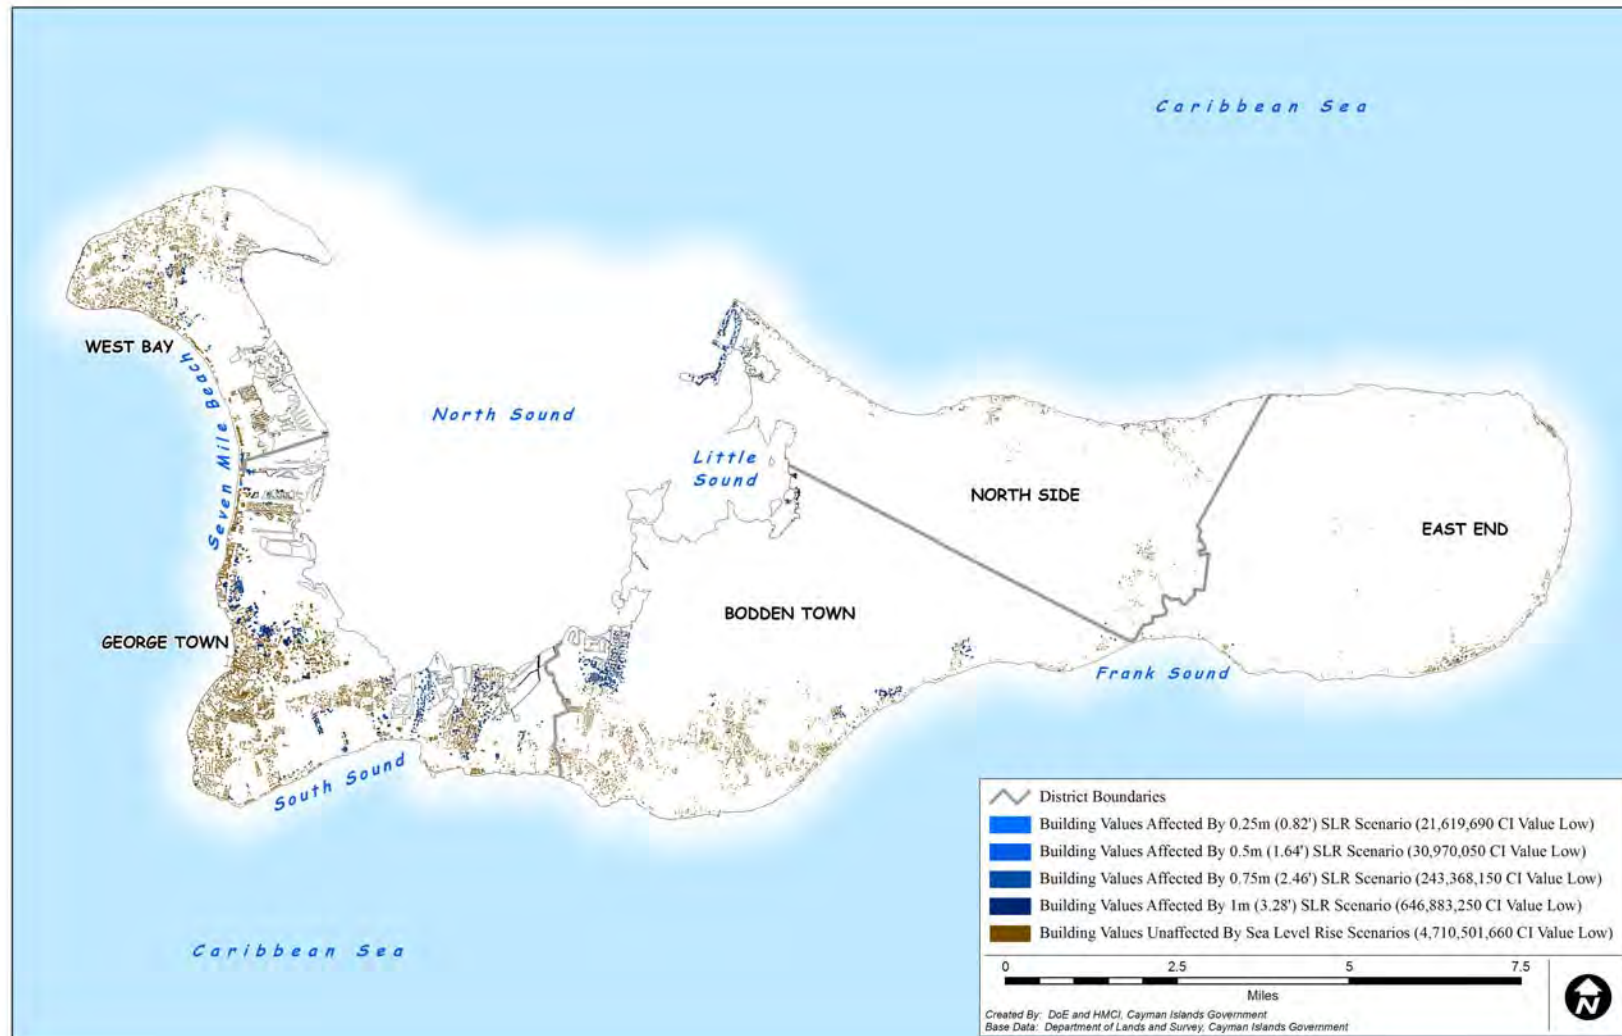 Caribbean Sea
WEST BAY
Seven Mile Beach
North Sound
Little
Sound
NORTH SIDE
EAST END
BODDEN TOWN
GEORGE TOWN
Frank Sound
South Sound
Caribbean Sea
District Boundaries
Building Values Affected By 0.25m (0.82') SLR Scenario (21,619,690 CI Value Low)
Building Values Affected By 0.5m (1.64') SLR Scenario (30,970,050 CI Value Low)
Building Values Affected By 0.75m (2.46') SLR Scenario (243,368,150 CI Value Low)
Building Values Affected By 1m (3.28') SLR Scenario (646,883,250 CI Value Low)
Building Values Unaffected By Sea Level Rise Scenarios (4,710,501,660 CI Value Low)
0 2.5 5 7.5
Miles
N
Created By: DoE and HMCI, Cayman Islands Government
Base Data: Department of Lands and Survey, Cayman Islands Government